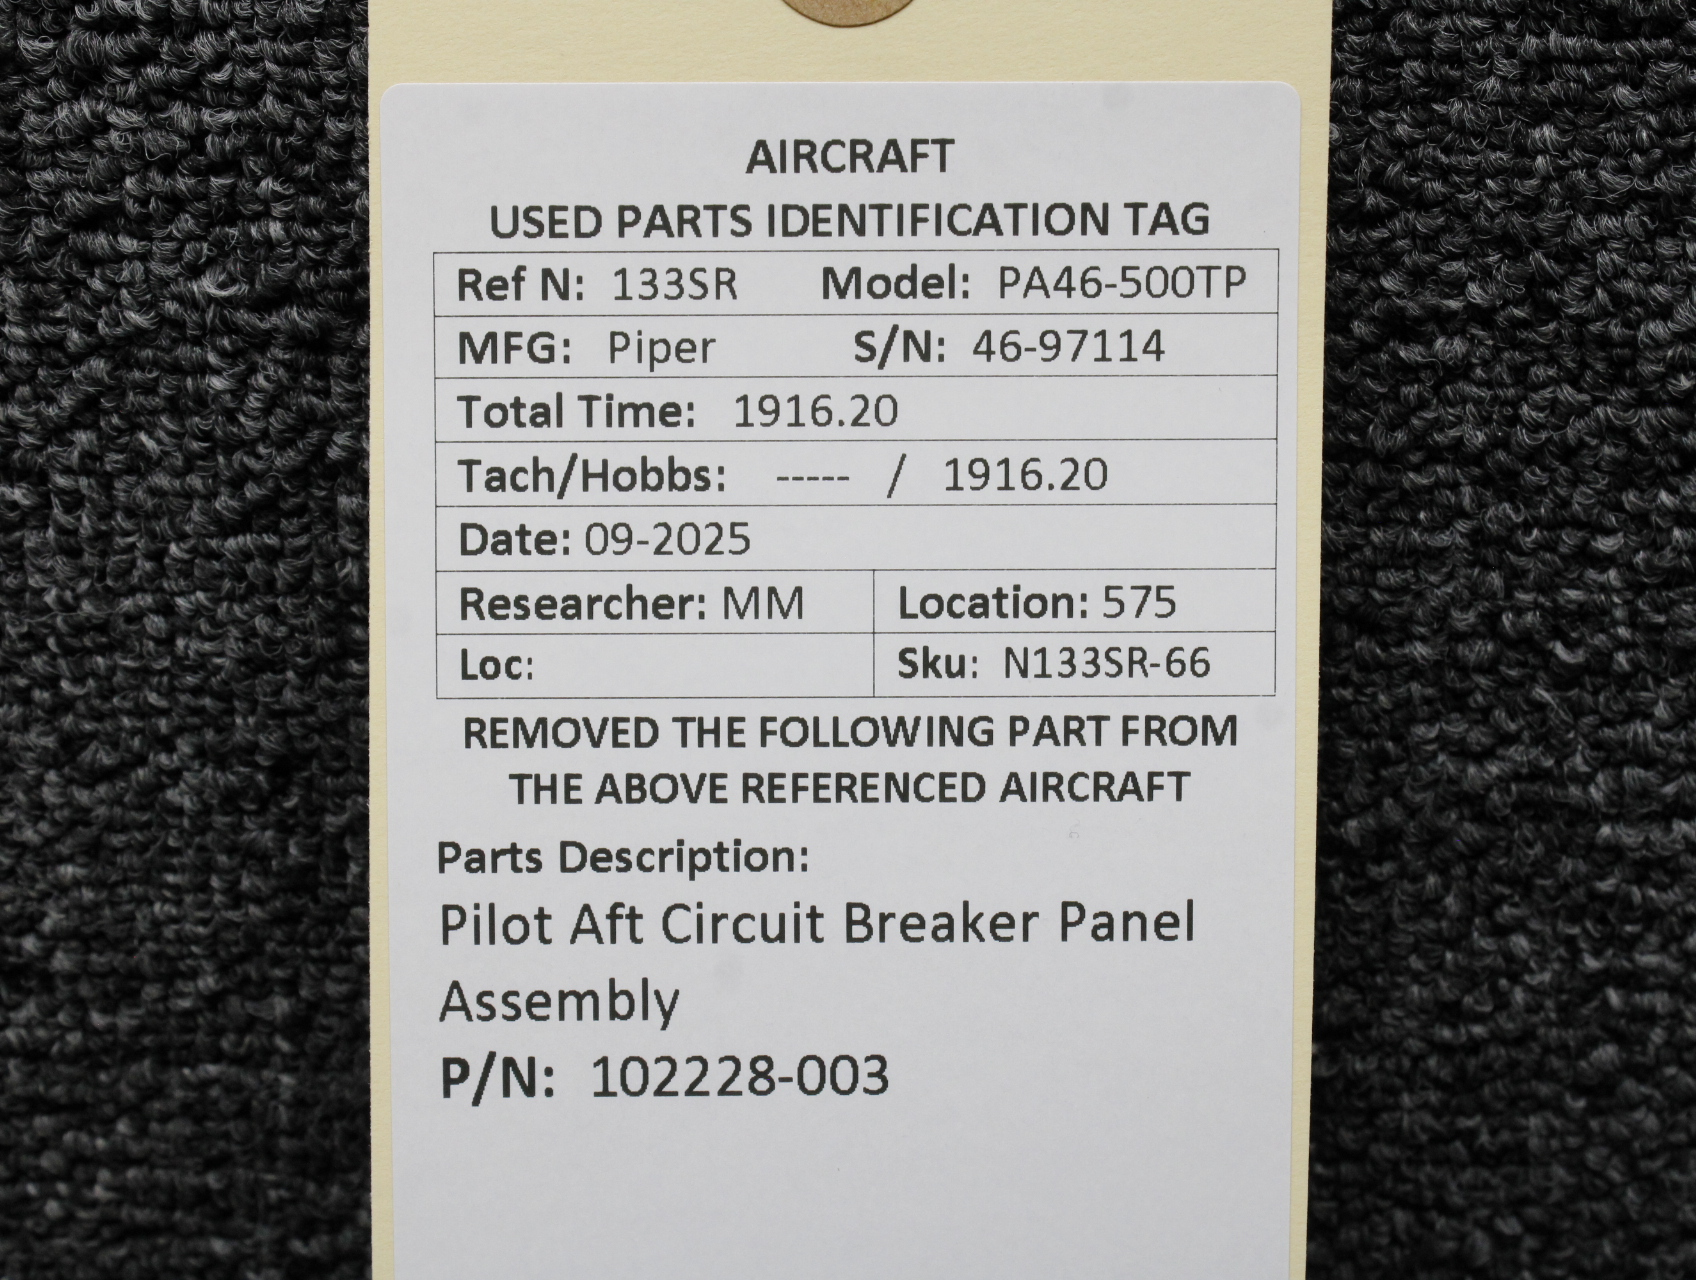 AIRCRAFT
USED PARTS IDENTIFICATION TAG
Ref N: 133SR Model: PA46-500TP
MFG: Piper S/N: 46-97114
Total Time: 1916.20
Tach/Hobbs: ----- / 1916.20
Date: 09-2025
Researcher: MM Location: 575
Loc: Sku: N133SR-66
REMOVED THE FOLLOWING PART FROM
THE ABOVE REFERENCED AIRCRAFT
Parts Description:
Pilot Aft Circuit Breaker Panel
Assembly
P/N: 102228-003